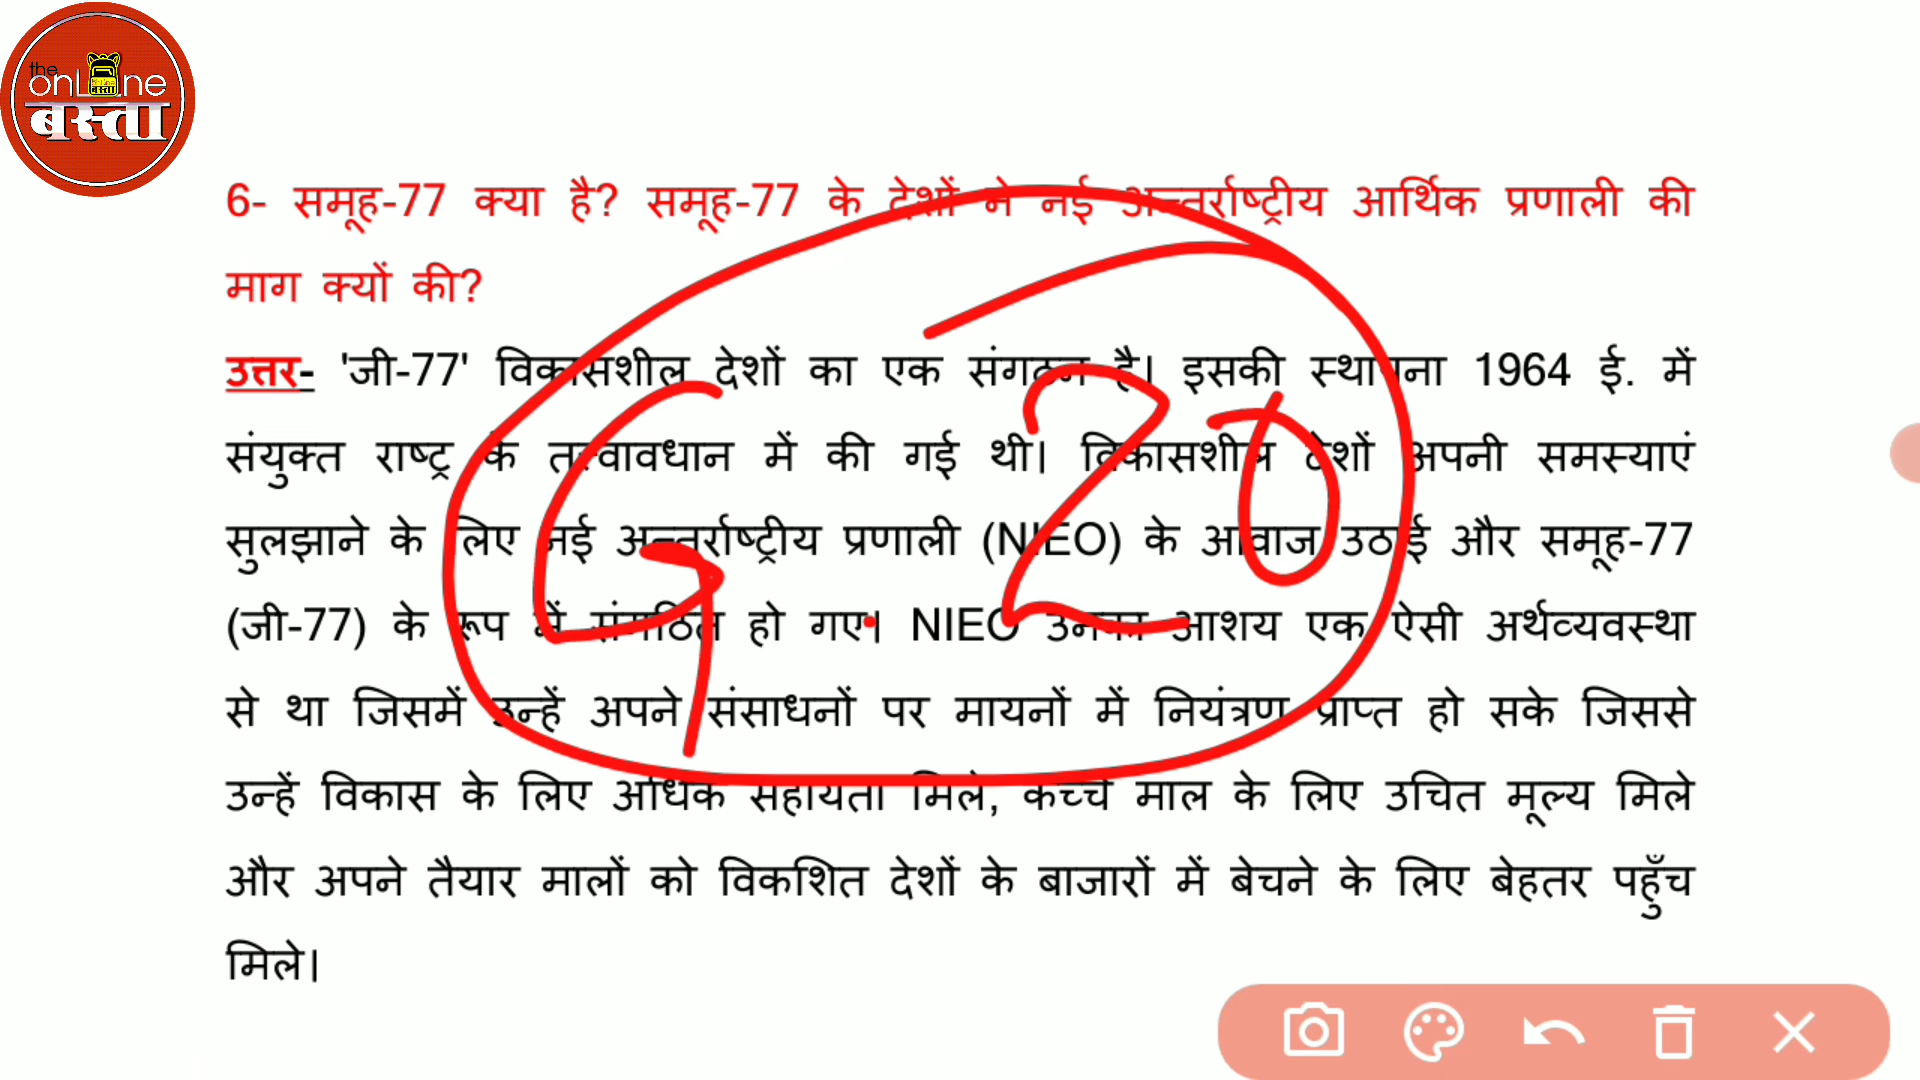 the
onLine
बस्ता
6- समूह-77 क्या है? समूह-77 के देशों ने नई अन्तर्राष्ट्रीय आर्थिक प्रणाली की
माग क्यों की?
उत्तर- 'जी-77' विकासशील देशों का एक संगठन है। इसकी स्थापना 1964 ई. में
संयुक्त राष्ट्र के तत्वावधान में की गई थी। विकासशील देशों अपनी समस्याएं
सुलझाने के लिए नई अन्तर्राष्ट्रीय प्रणाली (NIEO) के आवाज उठाई और समूह-77
(जी-77) के रूप में संगठित हो गए। NIEO उनका आशय एक ऐसी अर्थव्यवस्था
से था जिसमें उन्हें अपने संसाधनों पर मायनों में नियंत्रण प्राप्त हो सके जिससे
उन्हें विकास के लिए अधिक सहायता मिले, कच्चे माल के लिए उचित मूल्य मिले
और अपने तैयार मालों को विकशित देशों के बाजारों में बेचने के लिए बेहतर पहुँच
मिले।
G 20